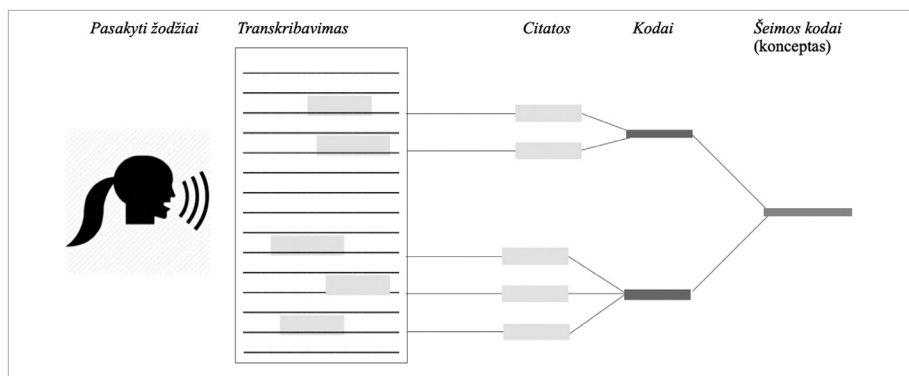 Pasakyti žodžiai
Transkribavimas
Citatos
Kodai
Šeimos kodai
(konceptas)